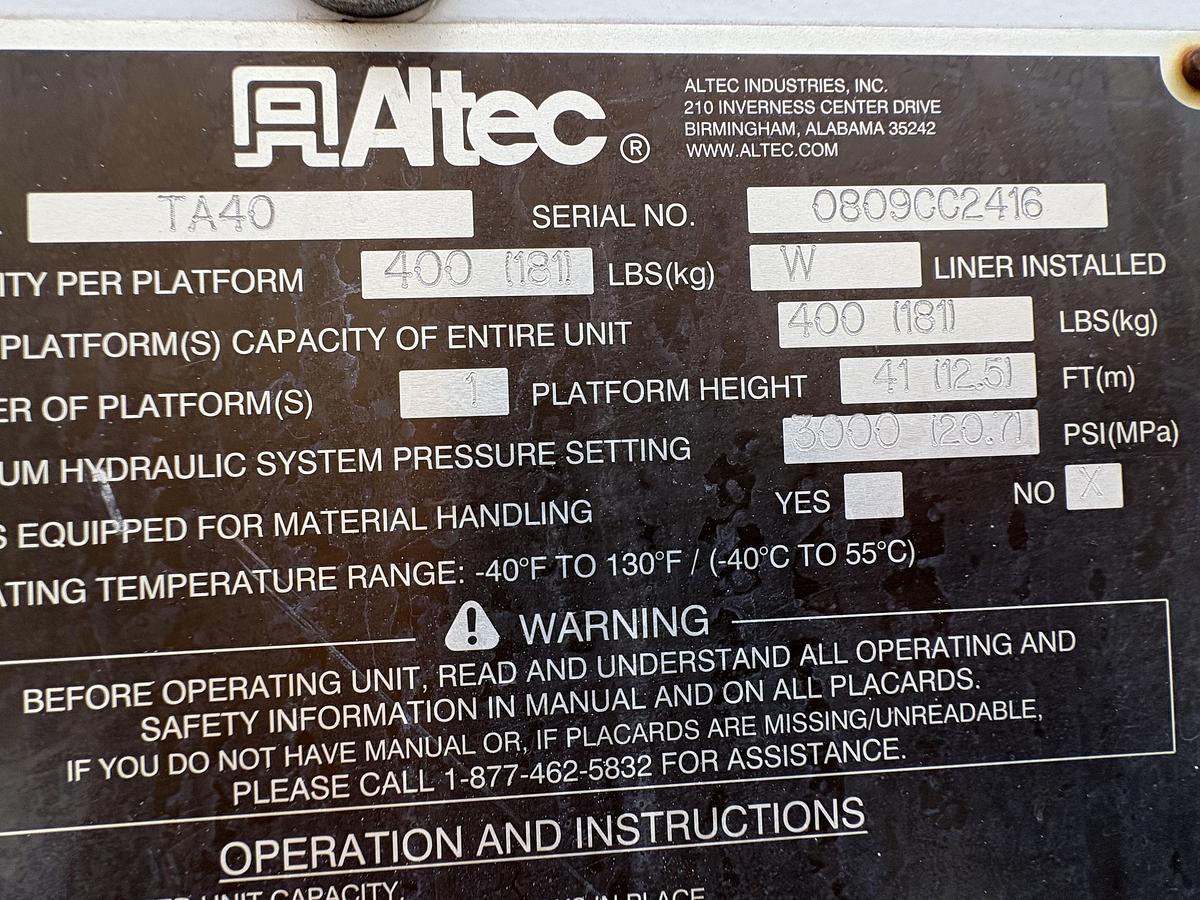 Altec ®
ALTEC INDUSTRIES, INC.
210 INVERNESS CENTER DRIVE
BIRMINGHAM, ALABAMA 35242
WWW.ALTEC.COM
TA40 SERIAL NO. 0809CC2416
ITY PER PLATFORM 400 (181) LBS(kg) W LINER INSTALLED
PLATFORM(S) CAPACITY OF ENTIRE UNIT 400 (181) LBS(kg)
ER OF PLATFORM(S) 1 PLATFORM HEIGHT 41 (12.5) FT(m)
UM HYDRAULIC SYSTEM PRESSURE SETTING 3000 (20.7) PSI(MPa)
S EQUIPPED FOR MATERIAL HANDLING YES NO X
ATING TEMPERATURE RANGE: -40°F TO 130°F / (-40°C TO 55°C)
WARNING
BEFORE OPERATING UNIT, READ AND UNDERSTAND ALL OPERATING AND
SAFETY INFORMATION IN MANUAL AND ON ALL PLACARDS.
IF YOU DO NOT HAVE MANUAL OR, IF PLACARDS ARE MISSING/UNREADABLE,
PLEASE CALL 1-877-462-5832 FOR ASSISTANCE.
OPERATION AND INSTRUCTIONS
UNIT CAPACITY.
IN PLACE